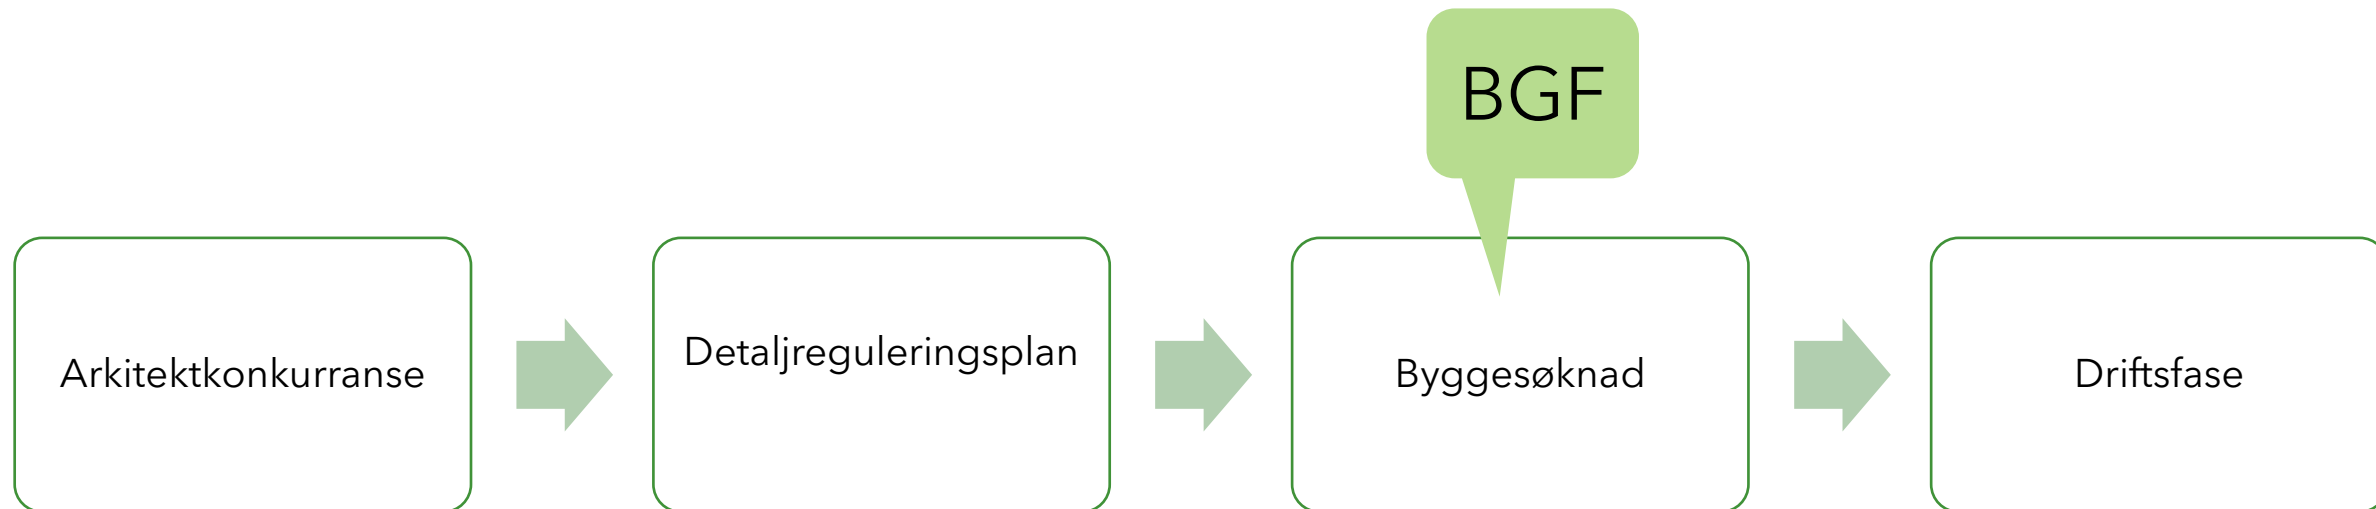 BGF
Arkitektkonkurranse
Detaljreguleringsplan
Byggesøknad
Driftsfase